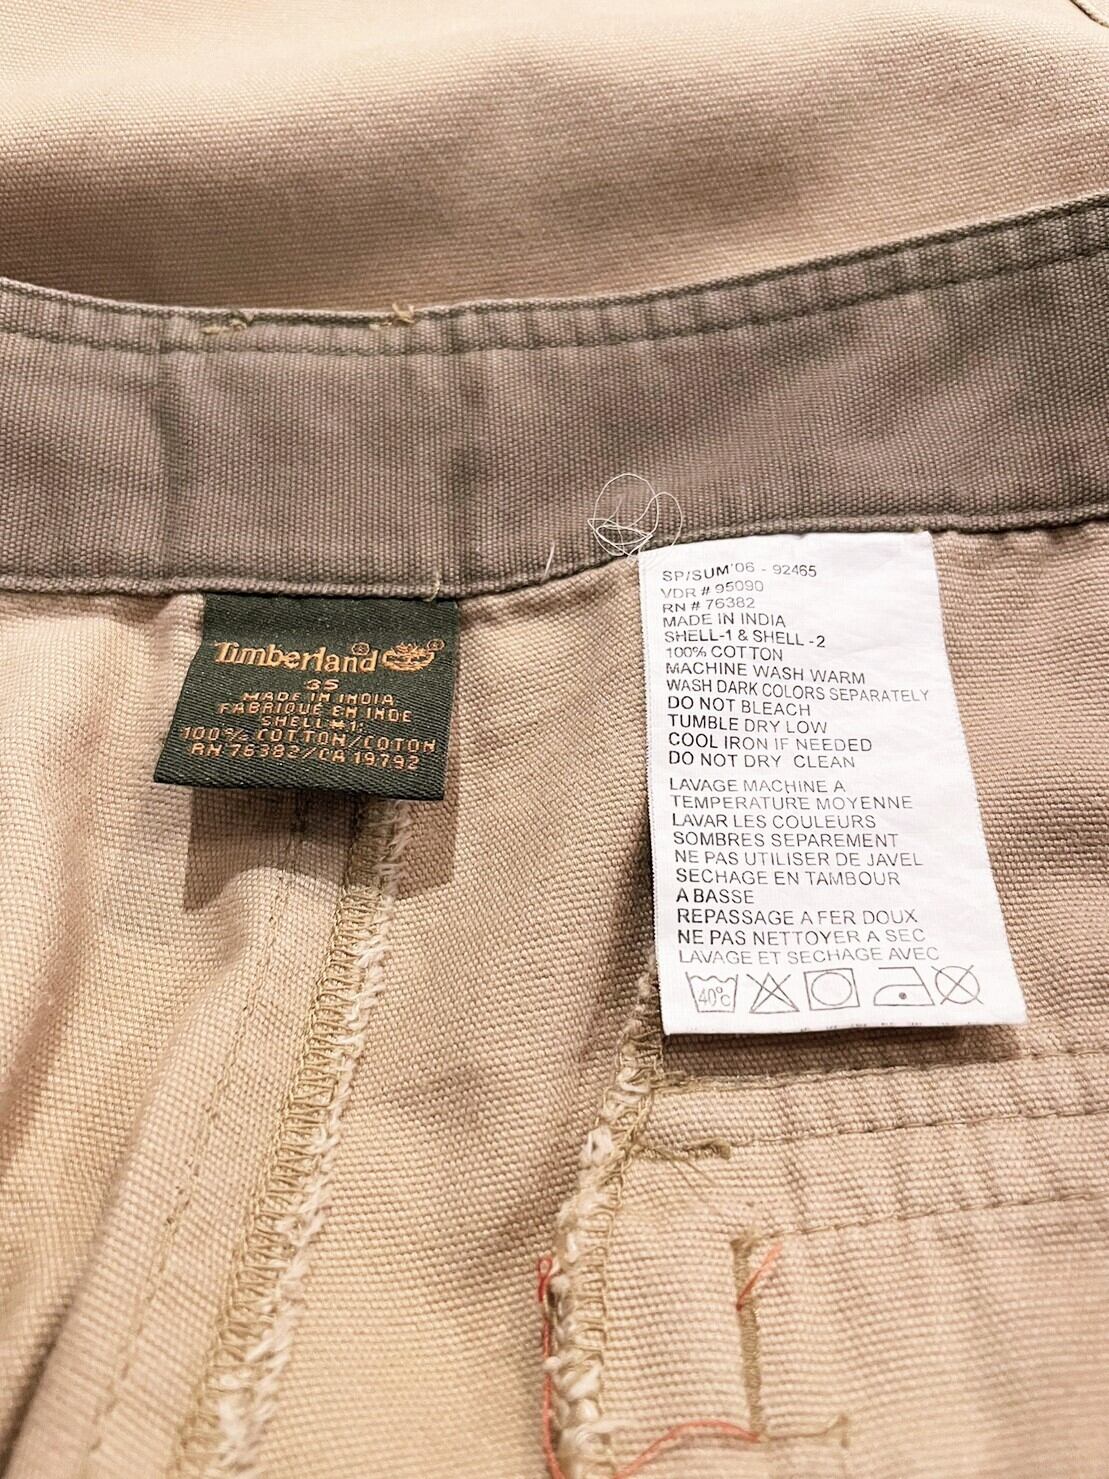 Timberland®
®
35
MADE IN INDIA
FABRIQUE EN INDE
SHELL#1:
100% COTTON/COTON
RN 76382/CA 19792
SP/SUM'06 - 92465
VDR # 95090
RN # 76382
MADE IN INDIA
SHELL-1 & SHELL -2
100% COTTON
MACHINE WASH WARM
WASH DARK COLORS SEPARATELY
DO NOT BLEACH
TUMBLE DRY LOW
COOL IRON IF NEEDED
DO NOT DRY CLEAN
LAVAGE MACHINE A
TEMPERATURE MOYENNE
LAVAR LES COULEURS
SOMBRES SEPAREMENT
NE PAS UTILISER DE JAVEL
SECHAGE EN TAMBOUR
A BASSE
REPASSAGE A FER DOUX
NE PAS NETTOYER A SEC
LAVAGE ET SECHAGE AVEC
40°C